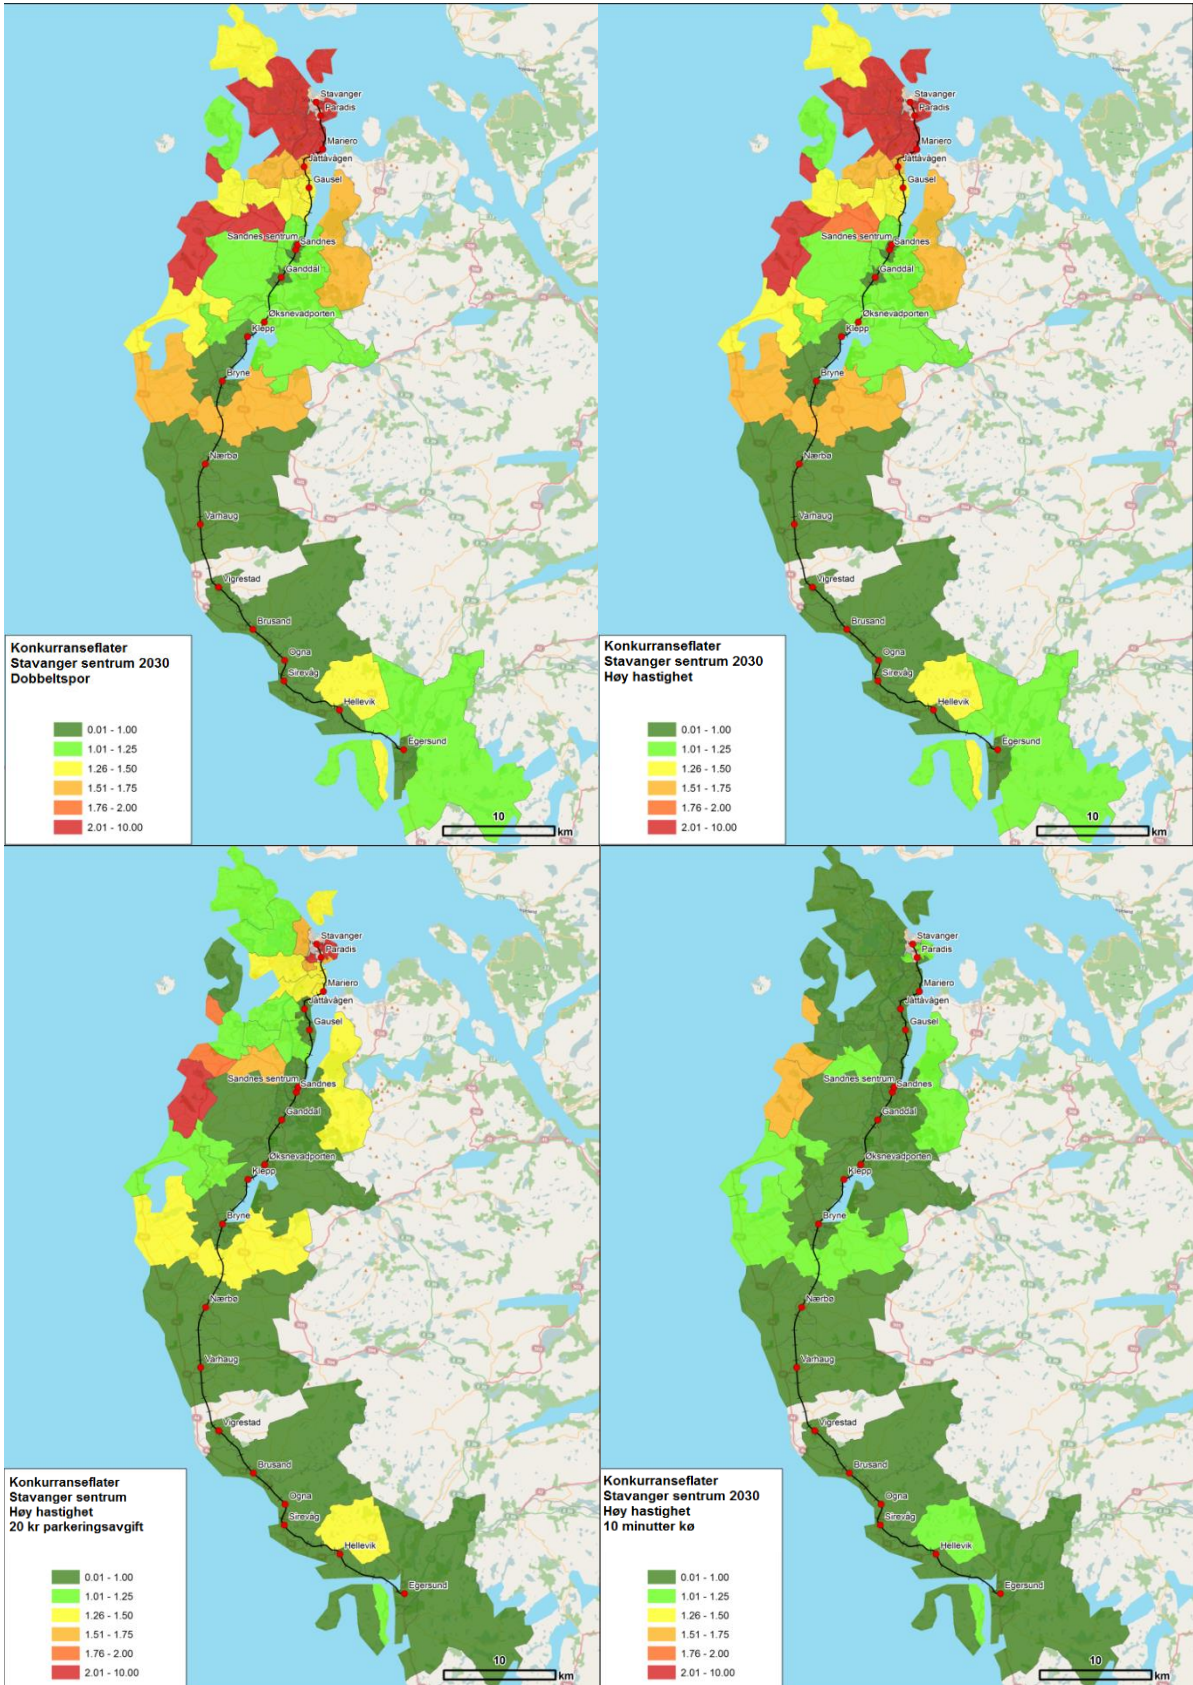 Stavanger
Paradis
Mariero
Jåttåvågen
Gausel
Sandnes sentrum
Sandnes
Ganddal
Øksnevadporten
Klepp
Bryne
Nærbø
Varhaug
Vigrestad
Brusand
Ogna
Sirevåg
Hellevik
Egersund
Konkurranseflater
Stavanger sentrum 2030
Dobbeltspor
0.01 - 1.00
1.01 - 1.25
1.26 - 1.50
1.51 - 1.75
1.76 - 2.00
2.01 - 10.00
10
km
Stavanger
Paradis
Mariero
Jåttåvågen
Gausel
Sandnes sentrum
Sandnes
Ganddal
Øksnevadporten
Klepp
Bryne
Nærbø
Varhaug
Vigrestad
Brusand
Ogna
Sirevåg
Hellevik
Egersund
Konkurranseflater
Stavanger sentrum 2030
Høy hastighet
0.01 - 1.00
1.01 - 1.25
1.26 - 1.50
1.51 - 1.75
1.76 - 2.00
2.01 - 10.00
10
km
Stavanger
Paradis
Mariero
Jåttåvågen
Gausel
Sandnes sentrum
Sandnes
Ganddal
Øksnevadporten
Klepp
Bryne
Nærbø
Varhaug
Vigrestad
Brusand
Ogna
Sirevåg
Hellevik
Egersund
Konkurranseflater
Stavanger sentrum
Høy hastighet
20 kr parkeringsavgift
0.01 - 1.00
1.01 - 1.25
1.26 - 1.50
1.51 - 1.75
1.76 - 2.00
2.01 - 10.00
10
km
Stavanger
Paradis
Mariero
Jåttåvågen
Gausel
Sandnes sentrum
Sandnes
Ganddal
Øksnevadporten
Klepp
Bryne
Nærbø
Varhaug
Vigrestad
Brusand
Ogna
Sirevåg
Hellevik
Egersund
Konkurranseflater
Stavanger sentrum 2030
Høy hastighet
10 minutter kø
0.01 - 1.00
1.01 - 1.25
1.26 - 1.50
1.51 - 1.75
1.76 - 2.00
2.01 - 10.00
10
km